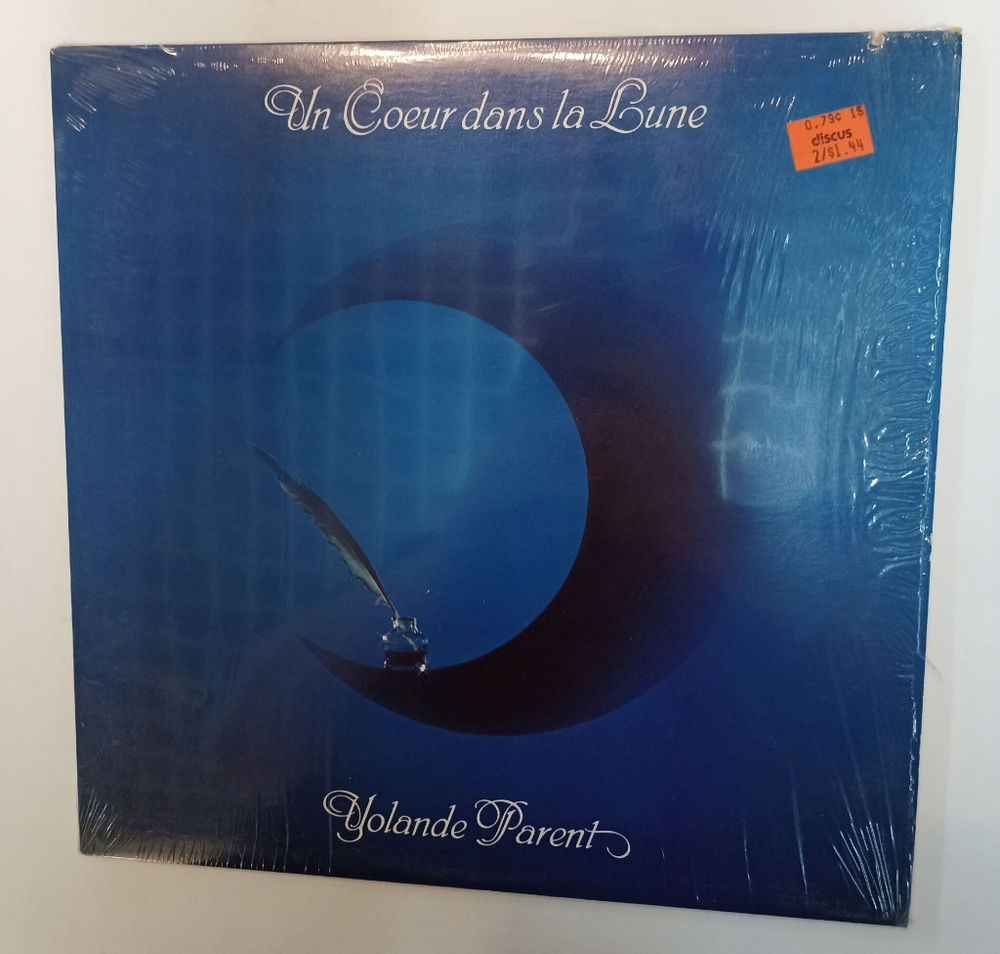 Un Coeur dans la Lune
0.79¢ 15
discus
2/$1.44
Yolande Parent